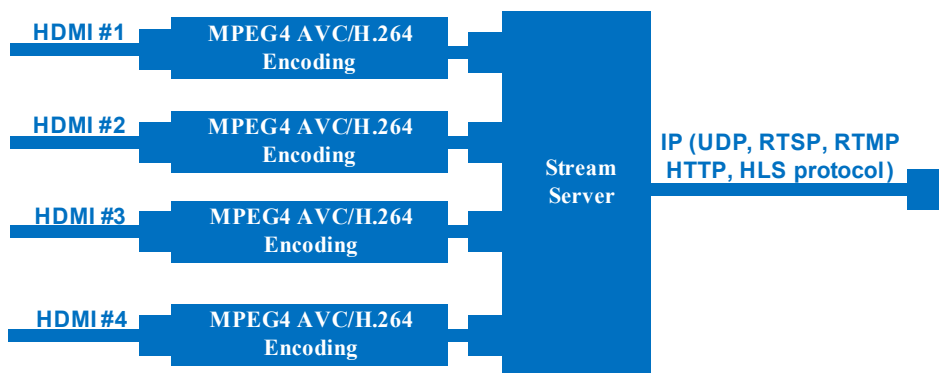 HDMI #1
MPEG4 AVC/H.264
Encoding
HDMI #2
MPEG4 AVC/H.264
Encoding
HDMI #3
MPEG4 AVC/H.264
Encoding
HDMI #4
MPEG4 AVC/H.264
Encoding
Stream
Server
IP (UDP, RTSP, RTMP
HTTP, HLS protocol)